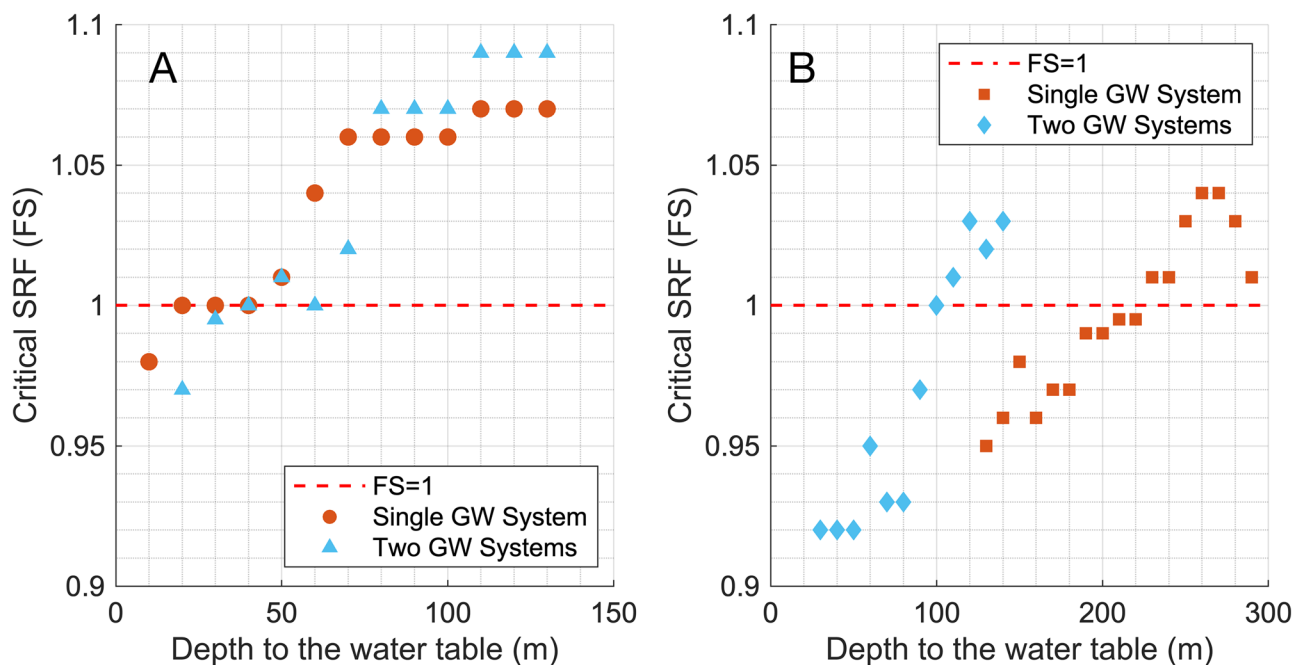 A
1.1
1.05
1
0.95
0.9
Critical SRF (FS)
FS=1
Single GW System
Two GW Systems
0
50
100
150
Depth to the water table (m)
B
1.1
1.05
1
0.95
0.9
Critical SRF (FS)
FS=1
Single GW System
Two GW Systems
0
100
200
300
Depth to the water table (m)